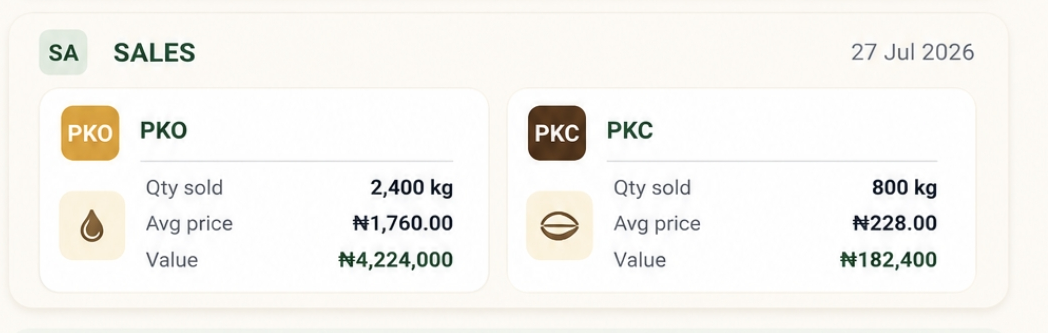 SA SALES 27 Jul 2026
PKO PKO
Qty sold 2,400 kg
Avg price ₦1,760.00
Value ₦4,224,000
PKC PKC
Qty sold 800 kg
Avg price ₦228.00
Value ₦182,400